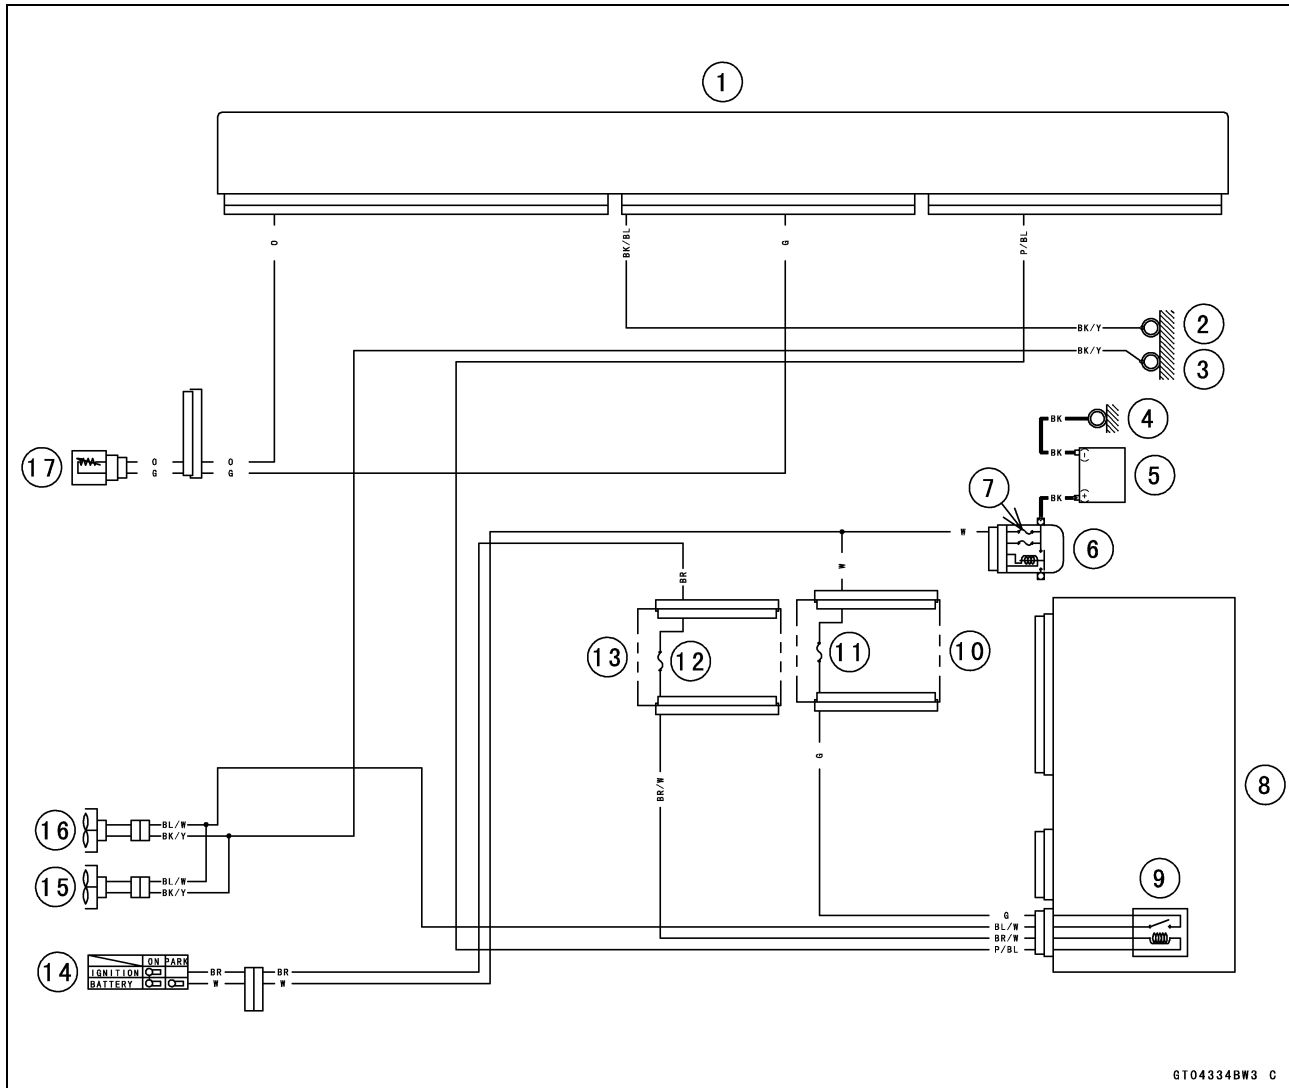 1
O
BK/BL
G
P/BL
BK/Y
2
BK/Y
3
BK
4
17
O
O
G
G
BK
-
5
7
+
BK
W
6
BR
W
13
12
11
10
BR/W
G
8
16
BL/W
BK/Y
15
BL/W
BK/Y
9
G
BL/W
BR/W
P/BL
14
ON PARK
IGNITION
BATTERY
BR
BR
W
W
GT04334BW3 C